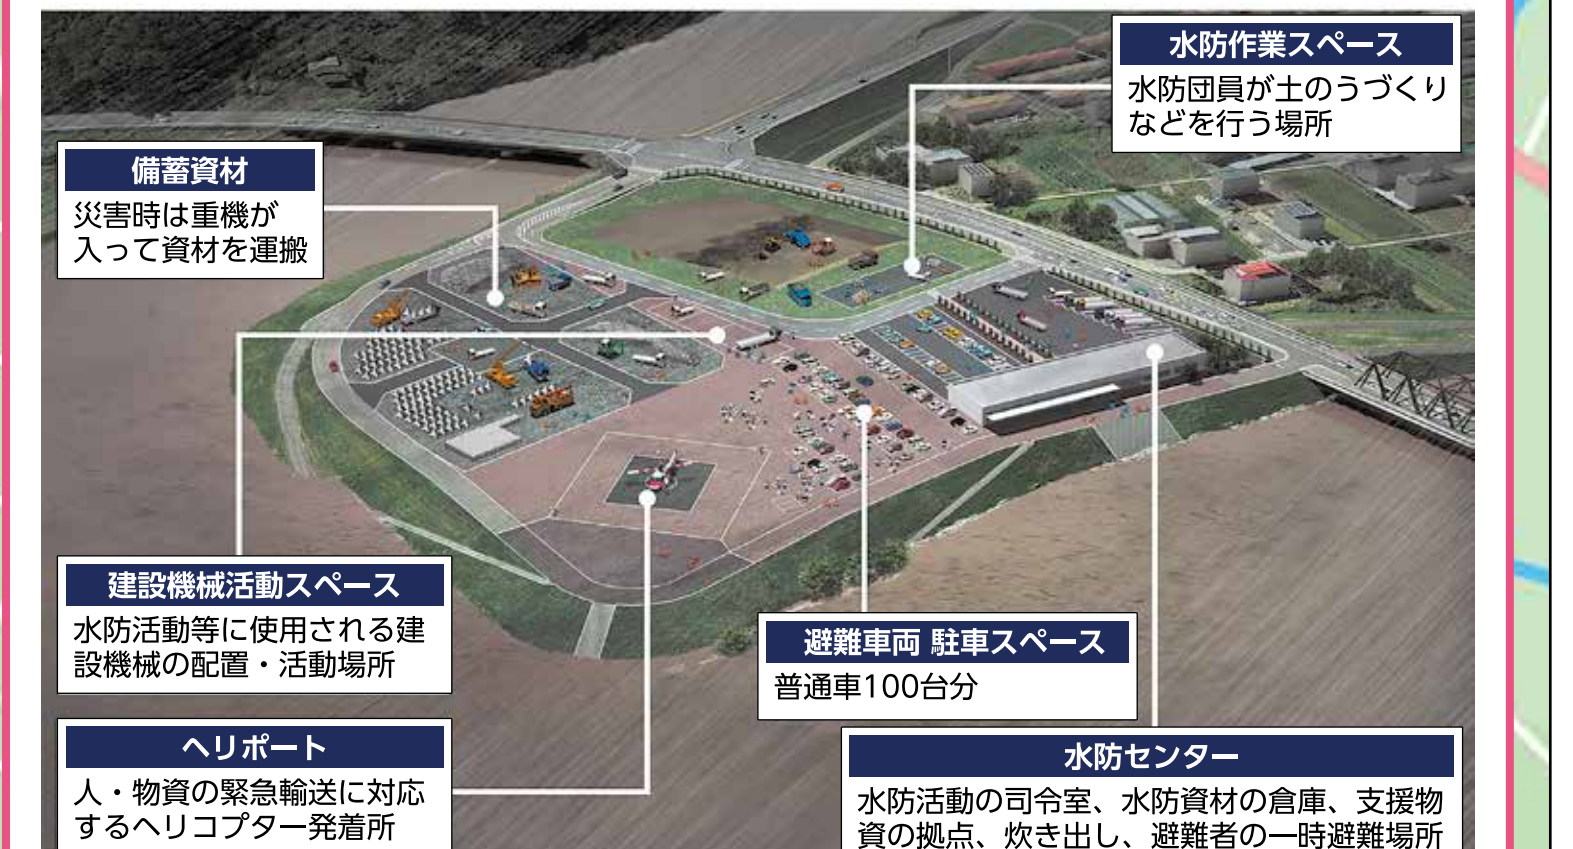 水防作業スペース
水防団員が土のうづくり
などを行う場所
備蓄資材
災害時は重機が
入って資材を運搬
建設機械活動スペース
水防活動等に使用される建
設機械の配置・活動場所
避難車両 駐車スペース
普通車100台分
ヘリポート
人・物資の緊急輸送に対応
するヘリコプター発着所
水防センター
水防活動の司令室、水防資材の倉庫、支援物
資の拠点、炊き出し、避難者の一時避難場所